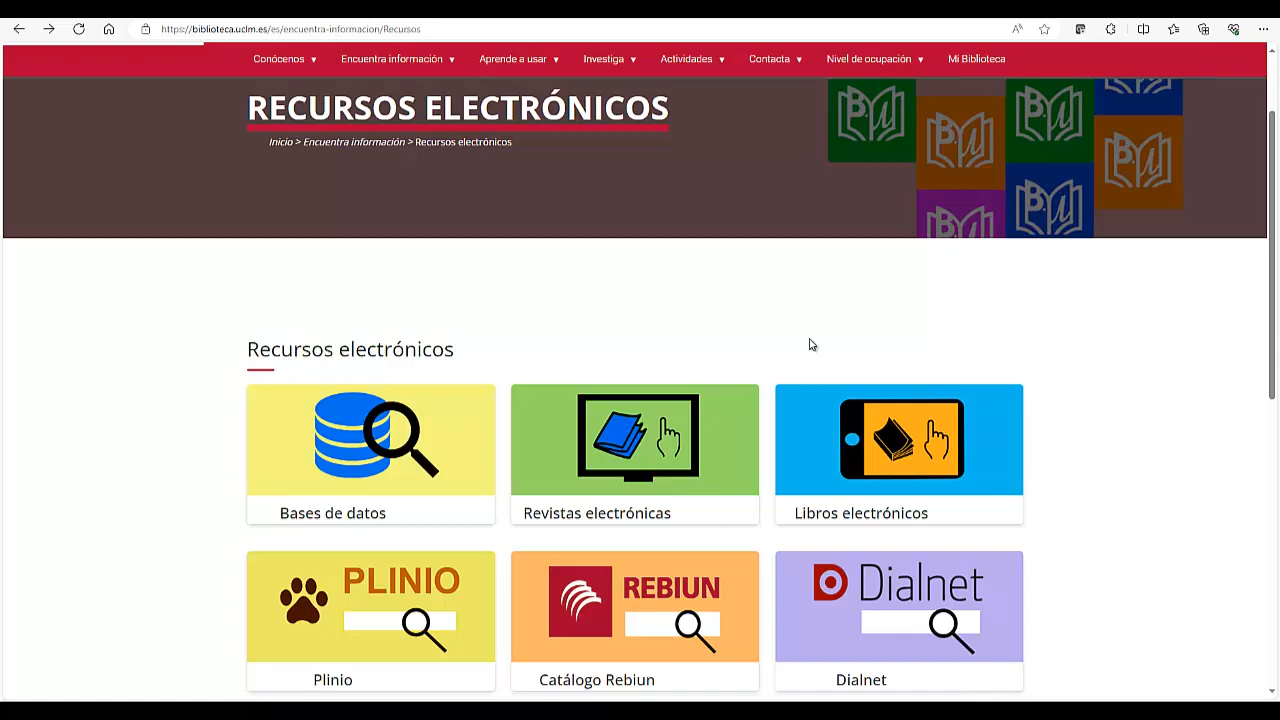 https://biblioteca.uclm.es/es/encuentra-informacion/Recursos
Conócenos ▾ Encuentra información ▾ Aprende a usar ▾ Investiga ▾ Actividades ▾ Contacta ▾ Nivel de ocupación ▾ Mi Biblioteca
RECURSOS ELECTRÓNICOS
Inicio > Encuentra información > Recursos electrónicos
Recursos electrónicos
Bases de datos
Revistas electrónicas
Libros electrónicos
PLINIO
REBIUN
Dialnet
Plinio
Catálogo Rebiun
Dialnet